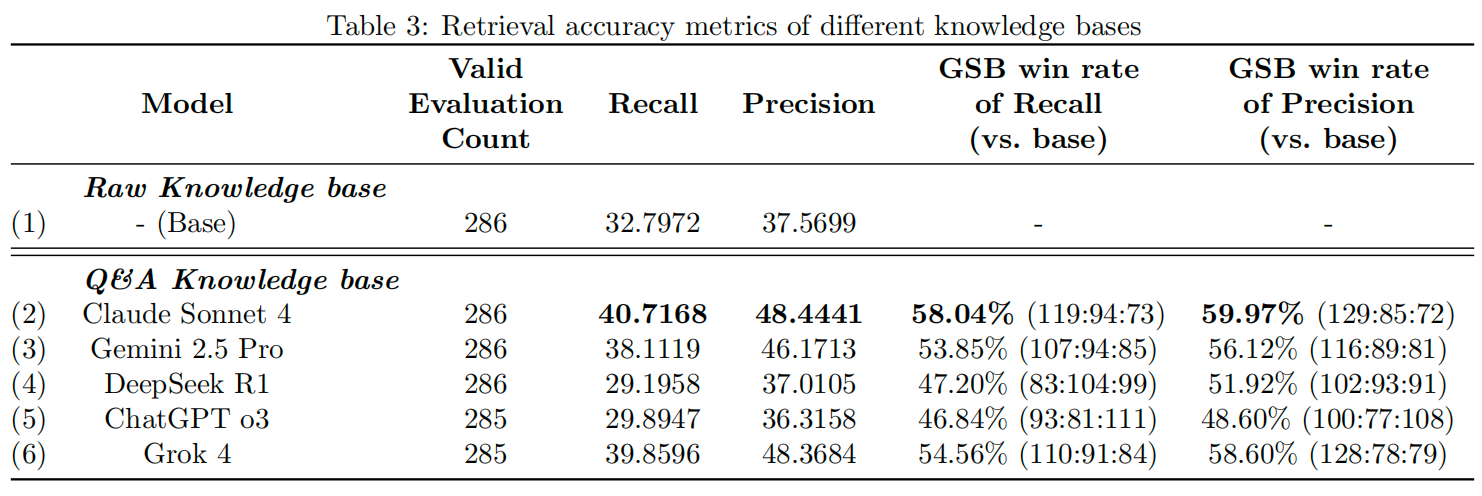 Table 3: Retrieval accuracy metrics of different knowledge bases
Model Valid Evaluation Count Recall Precision GSB win rate of Recall (vs. base) GSB win rate of Precision (vs. base)
Raw Knowledge base
(1) - (Base) 286 32.7972 37.5699 - -
Q&A Knowledge base
(2) Claude Sonnet 4 286 40.7168 48.4441 58.04% (119:94:73) 59.97% (129:85:72)
(3) Gemini 2.5 Pro 286 38.1119 46.1713 53.85% (107:94:85) 56.12% (116:89:81)
(4) DeepSeek R1 286 29.1958 37.0105 47.20% (83:104:99) 51.92% (102:93:91)
(5) ChatGPT o3 285 29.8947 36.3158 46.84% (93:81:111) 48.60% (100:77:108)
(6) Grok 4 285 39.8596 48.3684 54.56% (110:91:84) 58.60% (128:78:79)